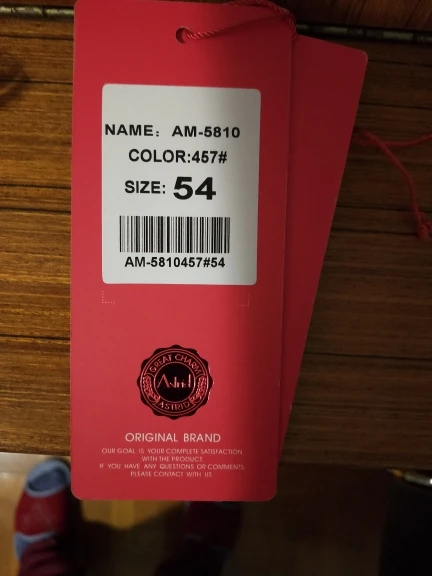 NAME: AM-5810
COLOR:457#
SIZE: 54
AM-5810457#54
GREAT CHARM
Astrid
ASTRID
ORIGINAL BRAND
OUR GOAL IS YOUR COMPLETE SATISFACTION
WITH THE PRODUCT.
IF YOU HAVE ANY QUESTIONS OR COMMENTS,
PLEASE CONTACT WITH US